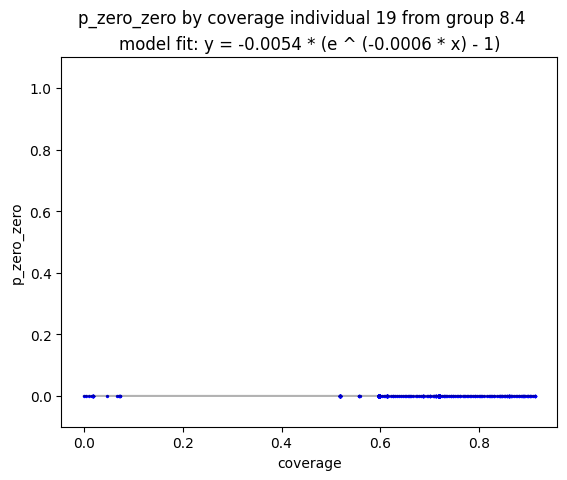 p_zero_zero by coverage individual 19 from group 8.4
model fit: y = -0.0054 * (e ^ (-0.0006 * x) - 1)
1.0
0.8
0.6
0.4
0.2
0.0
p_zero_zero
0.0 0.2 0.4 0.6 0.8
coverage